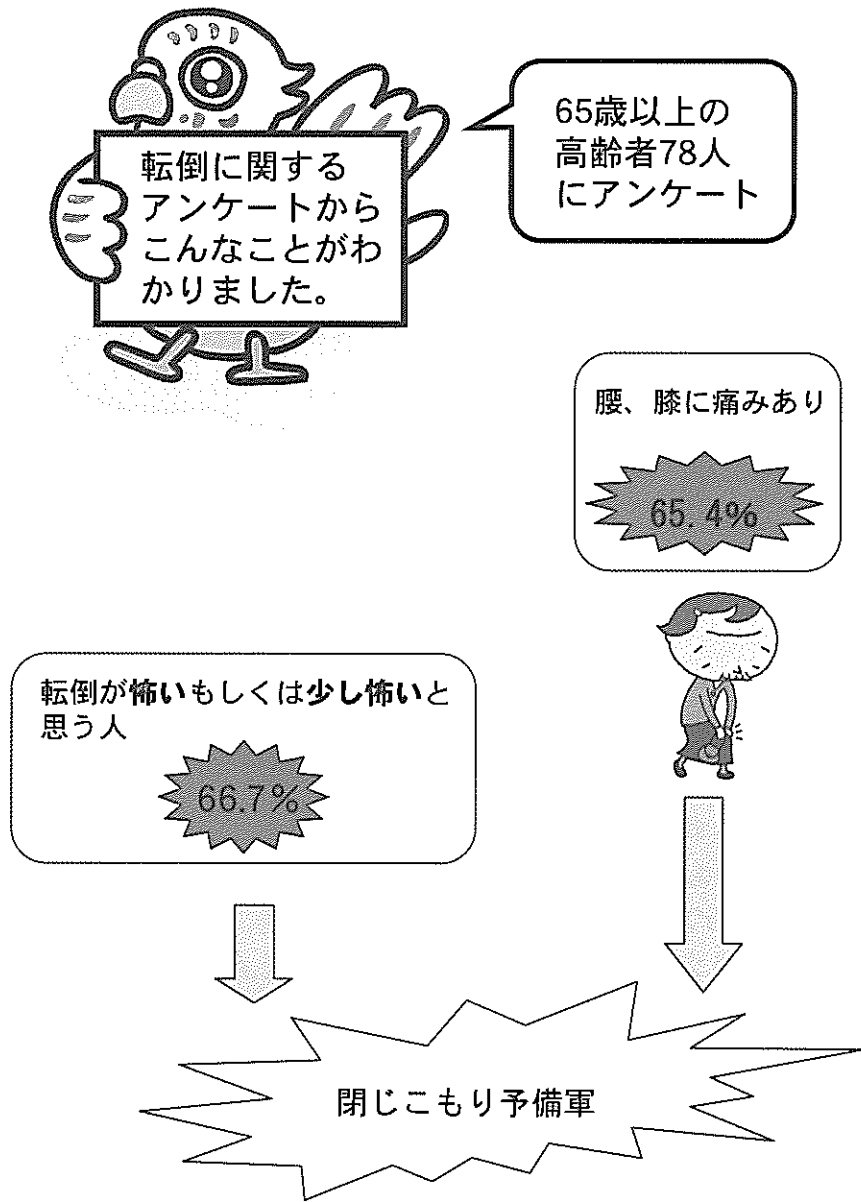 転倒に関する
アンケートから
こんなことがわ
かりました。
65歳以上の
高齢者78人
にアンケート
腰、膝に痛みあり
65.4%
転倒が怖いもしくは少し怖いと
思う人
66.7%
閉じこもり予備軍